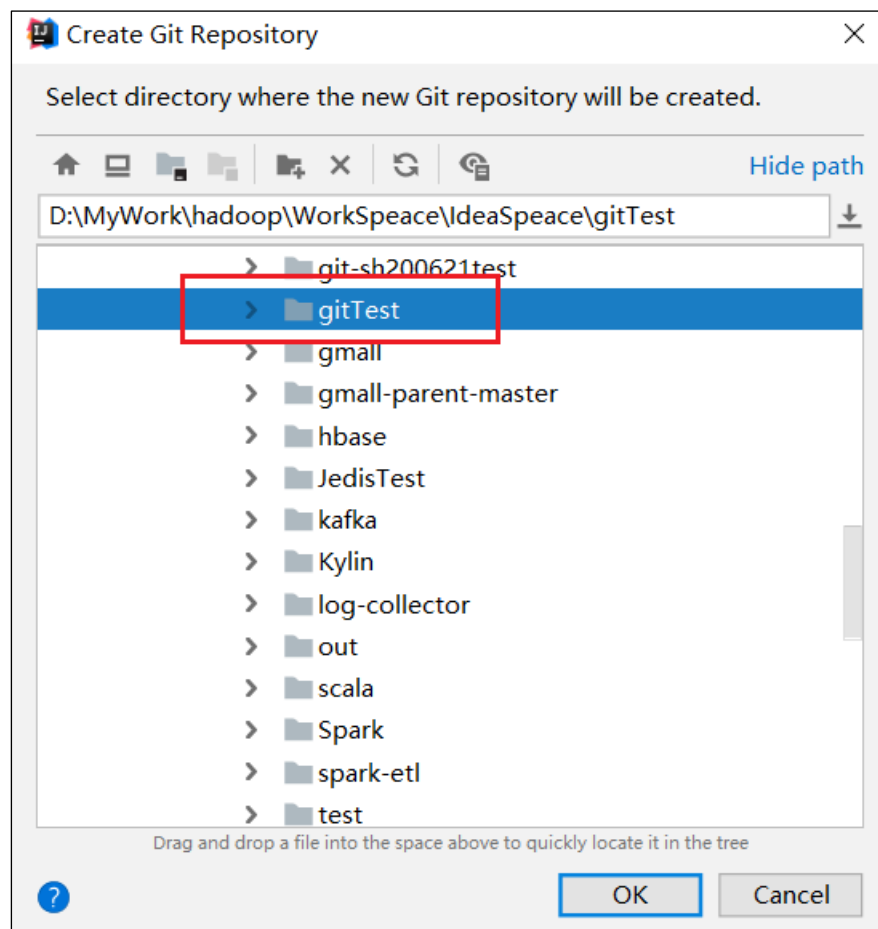 Create Git Repository
Select directory where the new Git repository will be created.
Hide path
D:\MyWork\hadoop\WorkSpeace\IdeaSpeace\gitTest
git-sh200621test
gitTest
gmall
gmall-parent-master
hbase
JedisTest
kafka
Kylin
log-collector
out
scala
Spark
spark-etl
test
Drag and drop a file into the space above to quickly locate it in the tree
? OK Cancel